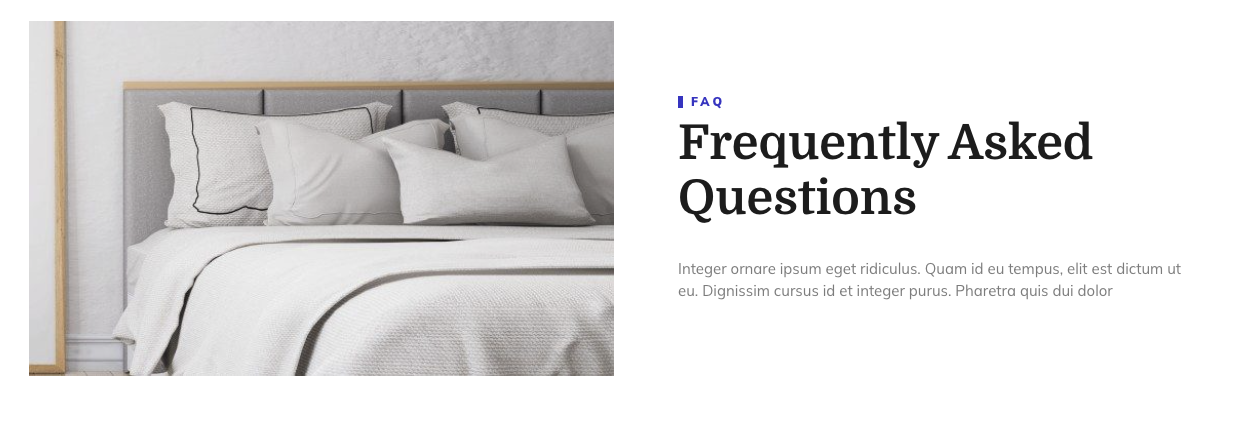 FAQ
Frequently Asked
Questions
Integer ornare ipsum eget ridiculus. Quam id eu tempus, elit est dictum ut
eu. Dignissim cursus id et integer purus. Pharetra quis dui dolor